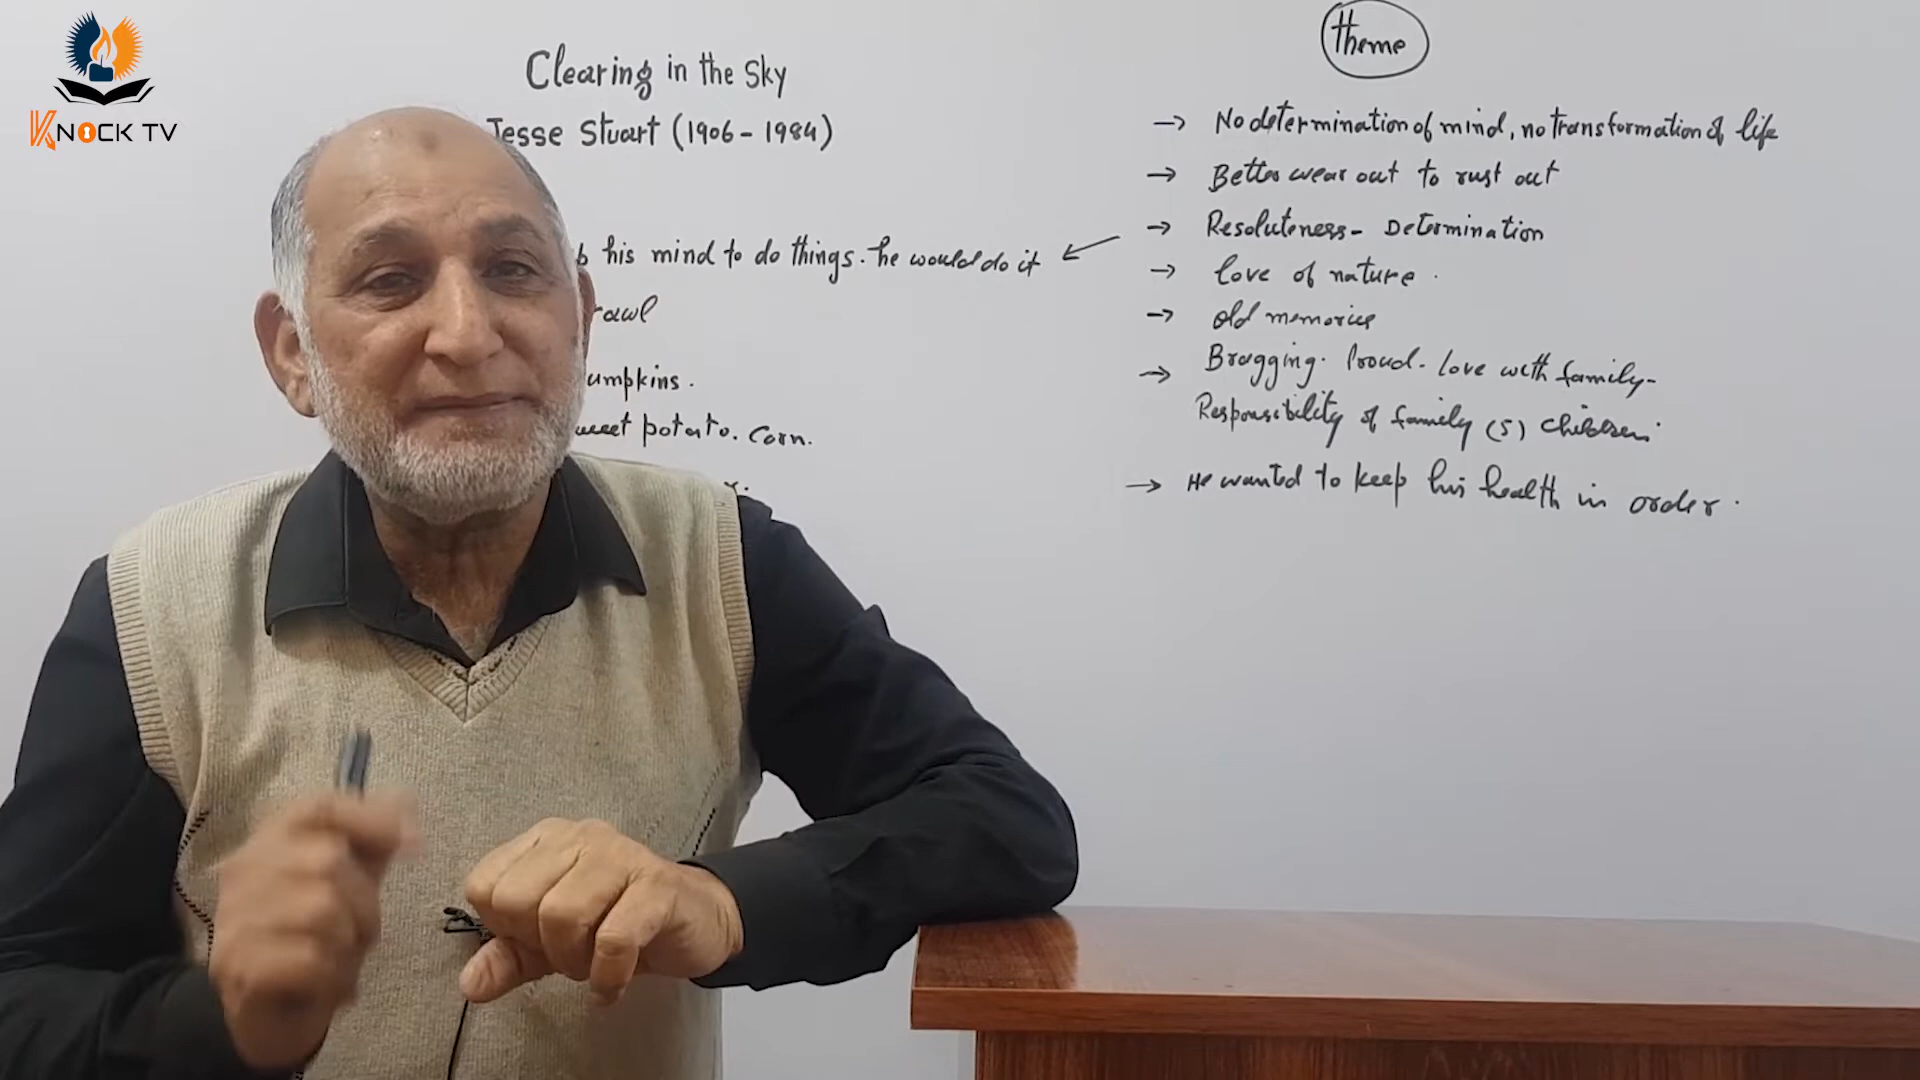 KNOCK TV
Clearing in the Sky
Jesse Stuart (1906-1984)
his mind to do things. he would do it
rawl
umpkins.
weet potato. corn.
r.
Theme
→ No determination of mind, no transformation of life
→ Better wear out to rust out
→ Resoluteness - Determination
→ love of nature.
→ old memories
→ Bragging. Proud. love with family-
Responsibility of family (5) children.
→ He wanted to keep his health in order.